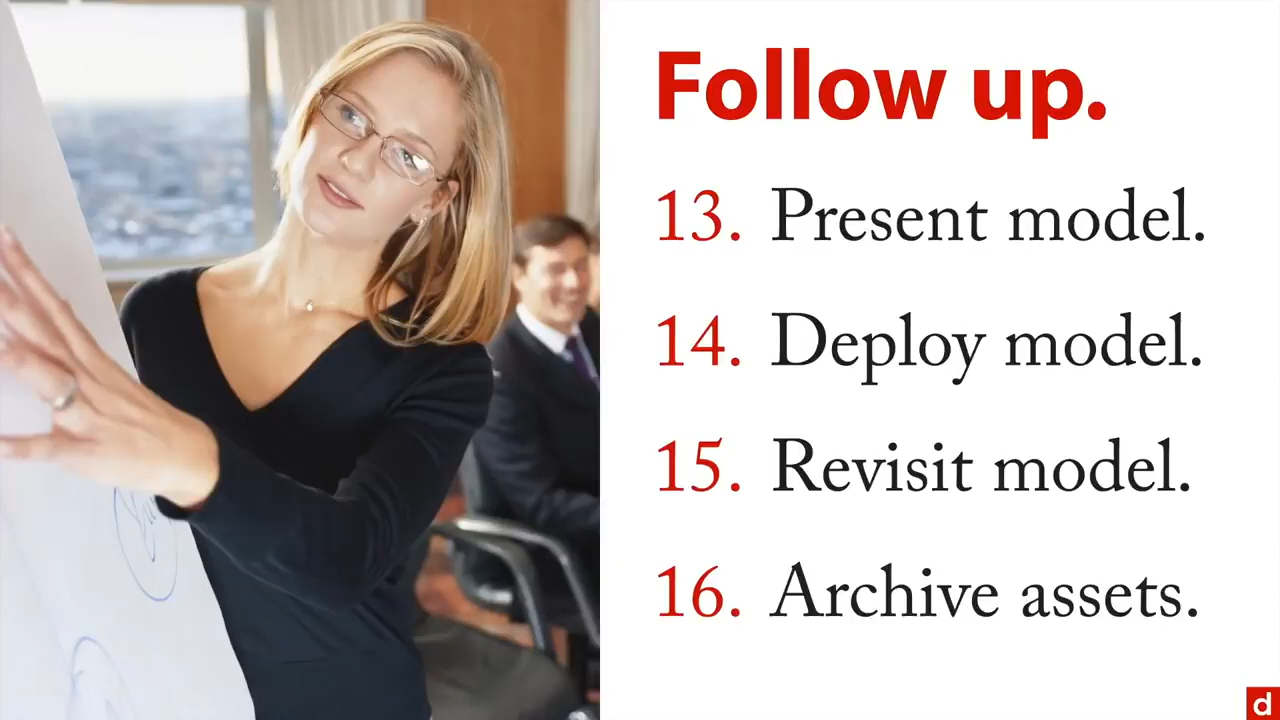 Follow up.
13. Present model.
14. Deploy model.
15. Revisit model.
16. Archive assets.
d